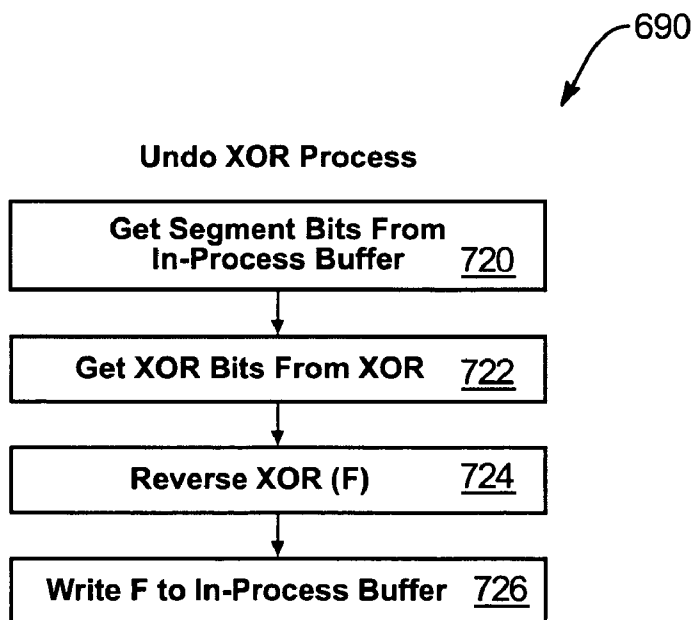 690
Undo XOR Process
Get Segment Bits From
In-Process Buffer 720
Get XOR Bits From XOR 722
Reverse XOR (F) 724
Write F to In-Process Buffer 726